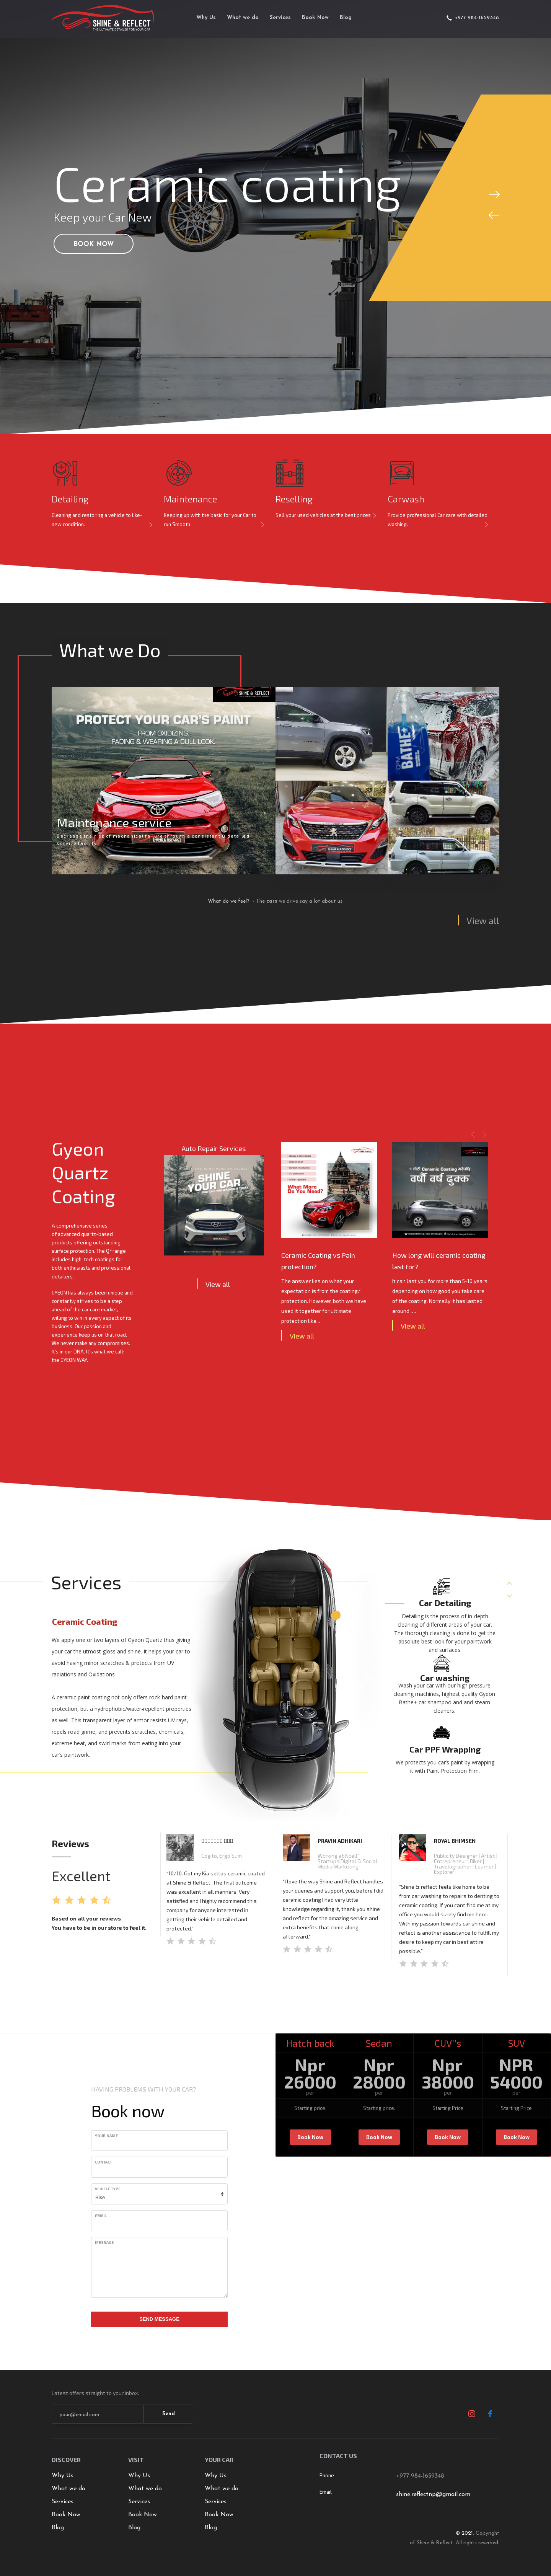 SHINE & REFLECT
THE ULTIMATE DETAILER FOR YOUR CAR
Why Us
What we do
Services
Book Now
Blog
+977 984-1659348
Ceramic coating
Keep your Car New
BOOK NOW
Detailing
Cleaning and restoring a vehicle to like-
new condition.
Maintenance
Keeping up with the basic for your Car to
run Smooth
Reselling
Sell your used vehicles at the best prices
Carwash
Provide professional Car care with detailed
washing.
What we Do
SHINE & REFLECT
PROTECT YOUR CAR'S PAINT
FROM OXIDIZING,
FADING & WEARING A DULL LOOK.
Maintenance service
BATHE+
What do we feel? - The cars we drive say a lot about us.
View all
Gyeon
Quartz
Coating
A comprehensive series
of advanced quartz-based
products offering outstanding
surface protection. The Q² range
includes high-tech coatings for
both enthusiasts and professional
detailers.
GYEON has always been unique and
constantly strives to be a step
ahead of the car care market,
willing to win in every aspect of its
business. Our passion and
experience keep us on that road.
We never make any compromises.
It's in our DNA. It's what we call:
the GYEON WAY.
Auto Repair Services
SHINE
YOUR CAR
View all
What More
Do You Need?
Ceramic Coating vs Pain
protection?
The answer lies on what your
expectation is from the coating/
protection. However, both we have
used it together for ultimate
protection like...
View all
वर्षौं वर्ष ढुक्क
How long will ceramic coating
last for?
It can last you for more than 5-10 years
depending on how good you take care
of the coating. Normally it has lasted
around ....
View all
Services
Ceramic Coating
We apply one or two layers of Gyeon Quartz thus giving
your car the utmost gloss and shine. It helps your car to
avoid having minor scratches & protects from UV
radiations and Oxidations
A ceramic paint coating not only offers rock-hard paint
protection, but a hydrophobic/water-repellent properties
as well. This transparent layer of armor resists UV rays,
repels road grime, and prevents scratches, chemicals,
extreme heat, and swirl marks from eating into your
car's paintwork.
Car Detailing
Detailing is the process of in-depth
cleaning of different areas of your car.
The thorough cleaning is done to get the
absolute best look for your paintwork
and surfaces.
Car washing
Wash your car with our high pressure
cleaning machines, highest quality Gyeon
Bathe+ car shampoo and and steam
cleaners.
Car PPF Wrapping
We protects you car's paint by wrapping
it with Paint Protection Film.
Reviews
Excellent
Based on all your reviews
You have to be in our store to feel it.
Cogito, Ergo Sum
"10/10. Got my Kia seltos ceramic coated
at Shine & Reflect. The final outcome
was excellent in all manners. Very
satisfied and I highly recommend this
company for anyone interested in
getting their vehicle detailed and
protected."
PRAVIN ADHIKARI
Working at Ncell"
|Startups|Digital & Social
Media|Marketing
"I love the way Shine and Reflect handles
your queries and support you, before I did
ceramic coating I had very little
knowledge regarding it, thank you shine
and reflect for the amazing service and
extra benefits that come along
afterward."
ROYAL BHIMSEN
Publicity Designer | Artist |
Entrepreneur | Biker |
Travelographer | Learner |
Explorer
"Shine & reflect feels like home to be
from car washing to repairs to denting to
ceramic coating. If you cant find me at my
office you would surely find me here.
With my passion towards car shine and
reflect is another assistance to fulfill my
desire to keep my car in best attire
possible."
Hatch back
Npr
26000
per
Starting price.
Book Now
Sedan
Npr
28000
per
Starting price.
Book Now
CUV''s
Npr
38000
per
Starting Price
Book Now
SUV
NPR
54000
per
Starting Price
Book Now
HAVING PROBLEMS WITH YOUR CAR?
Book now
YOUR NAME
CONTACT
VEHICLE TYPE
Bike
EMAIL
MESSAGE
SEND MESSAGE
Latest offers straight to your inbox.
your@email.com
Send
DISCOVER
Why Us
What we do
Services
Book Now
Blog
VISIT
Why Us
What we do
Services
Book Now
Blog
YOUR CAR
Why Us
What we do
Services
Book Now
Blog
CONTACT US
Phone
+977 984-1659348
Email
shine.reflectnp@gmail.com
© 2021. Copyright
of Shine & Reflect. All rights reserved.